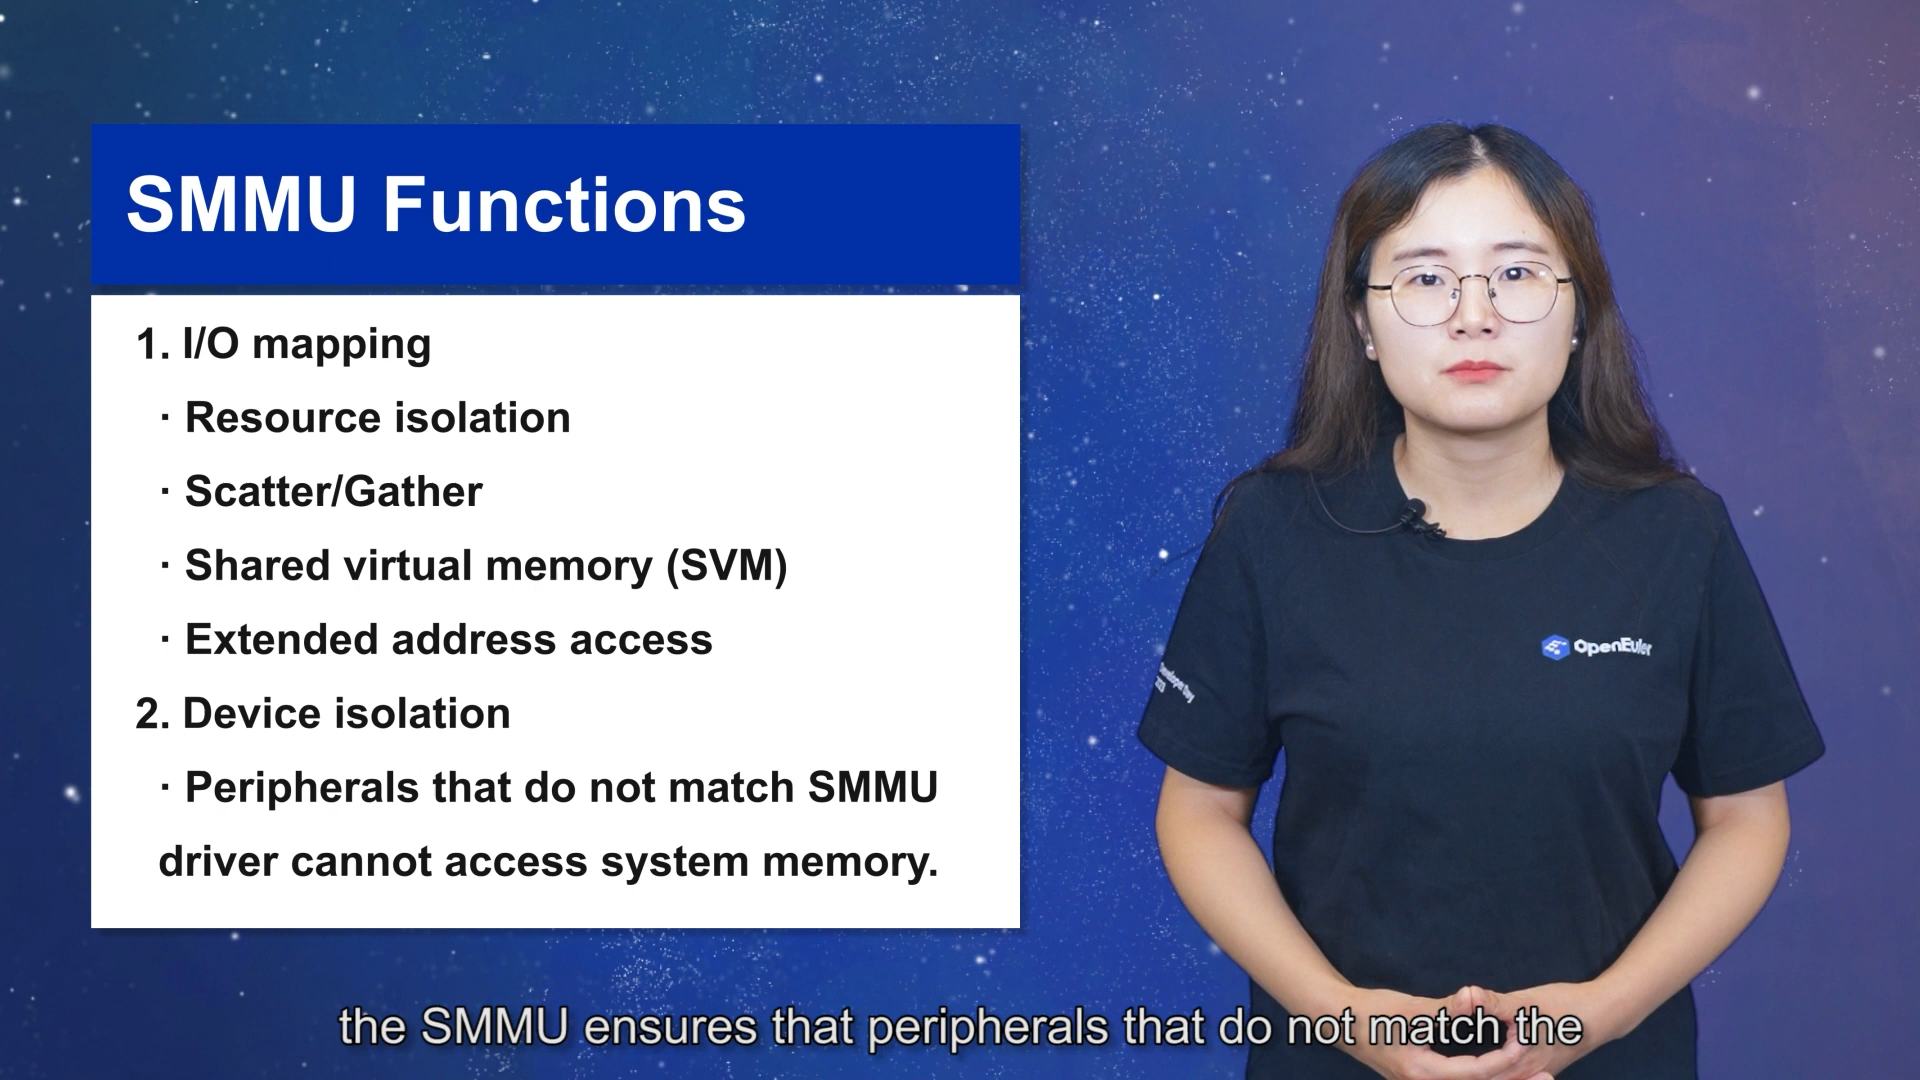 SMMU Functions
1. I/O mapping
· Resource isolation
· Scatter/Gather
· Shared virtual memory (SVM)
· Extended address access
2. Device isolation
· Peripherals that do not match SMMU
driver cannot access system memory.
OpenEuler
Developer Day
the SMMU ensures that peripherals that do not match the